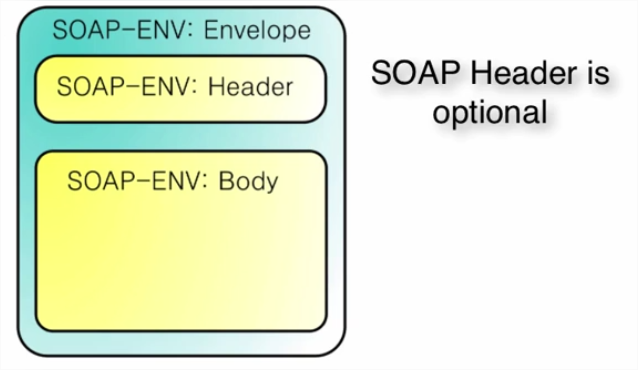 SOAP-ENV: Envelope
SOAP-ENV: Header
SOAP-ENV: Body
SOAP Header is
optional